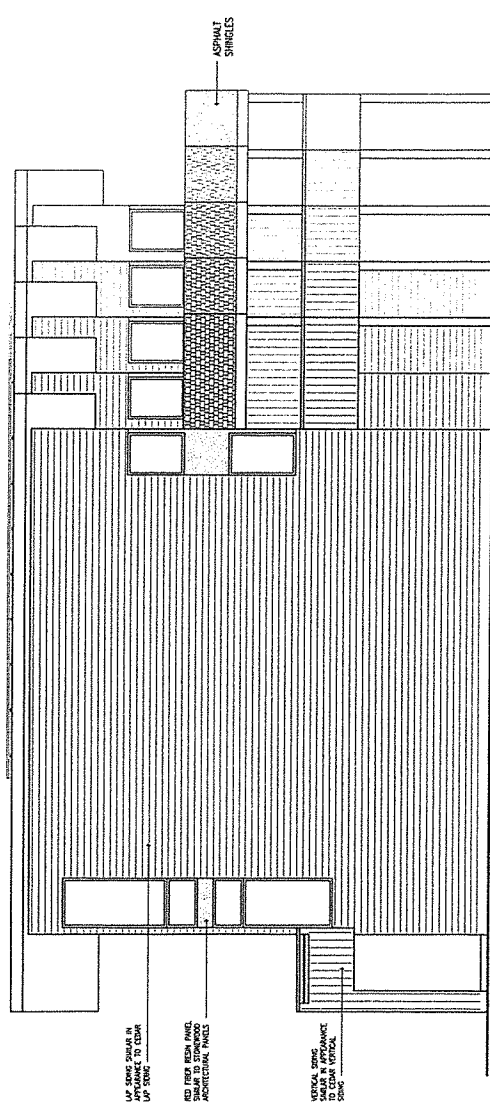 ASPHALT
SHINGLES
LAP SIDING SIMILAR IN
APPEARANCE TO CEDAR
LAP SIDING
RED FIBER RESIN PANEL
SIMILAR TO STONEWOOD
ARCHITECTURAL PANELS
VERTICAL SIDING
SIMILAR IN APPEARANCE
TO CEDAR VERTICAL
SIDING